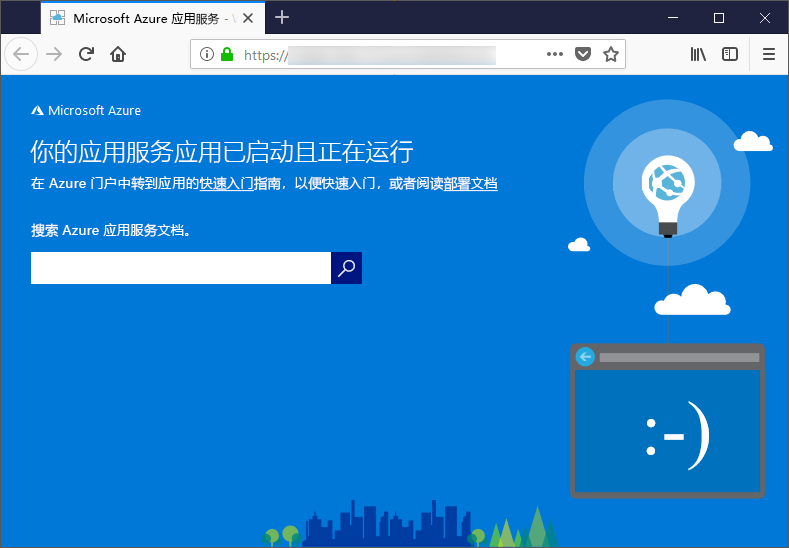 Microsoft Azure 应用服务 -
https://
Microsoft Azure
你的应用服务应用已启动且正在运行
在 Azure 门户中转到应用的快速入门指南，以便快速入门，或者阅读部署文档
搜索 Azure 应用服务文档。
:-)